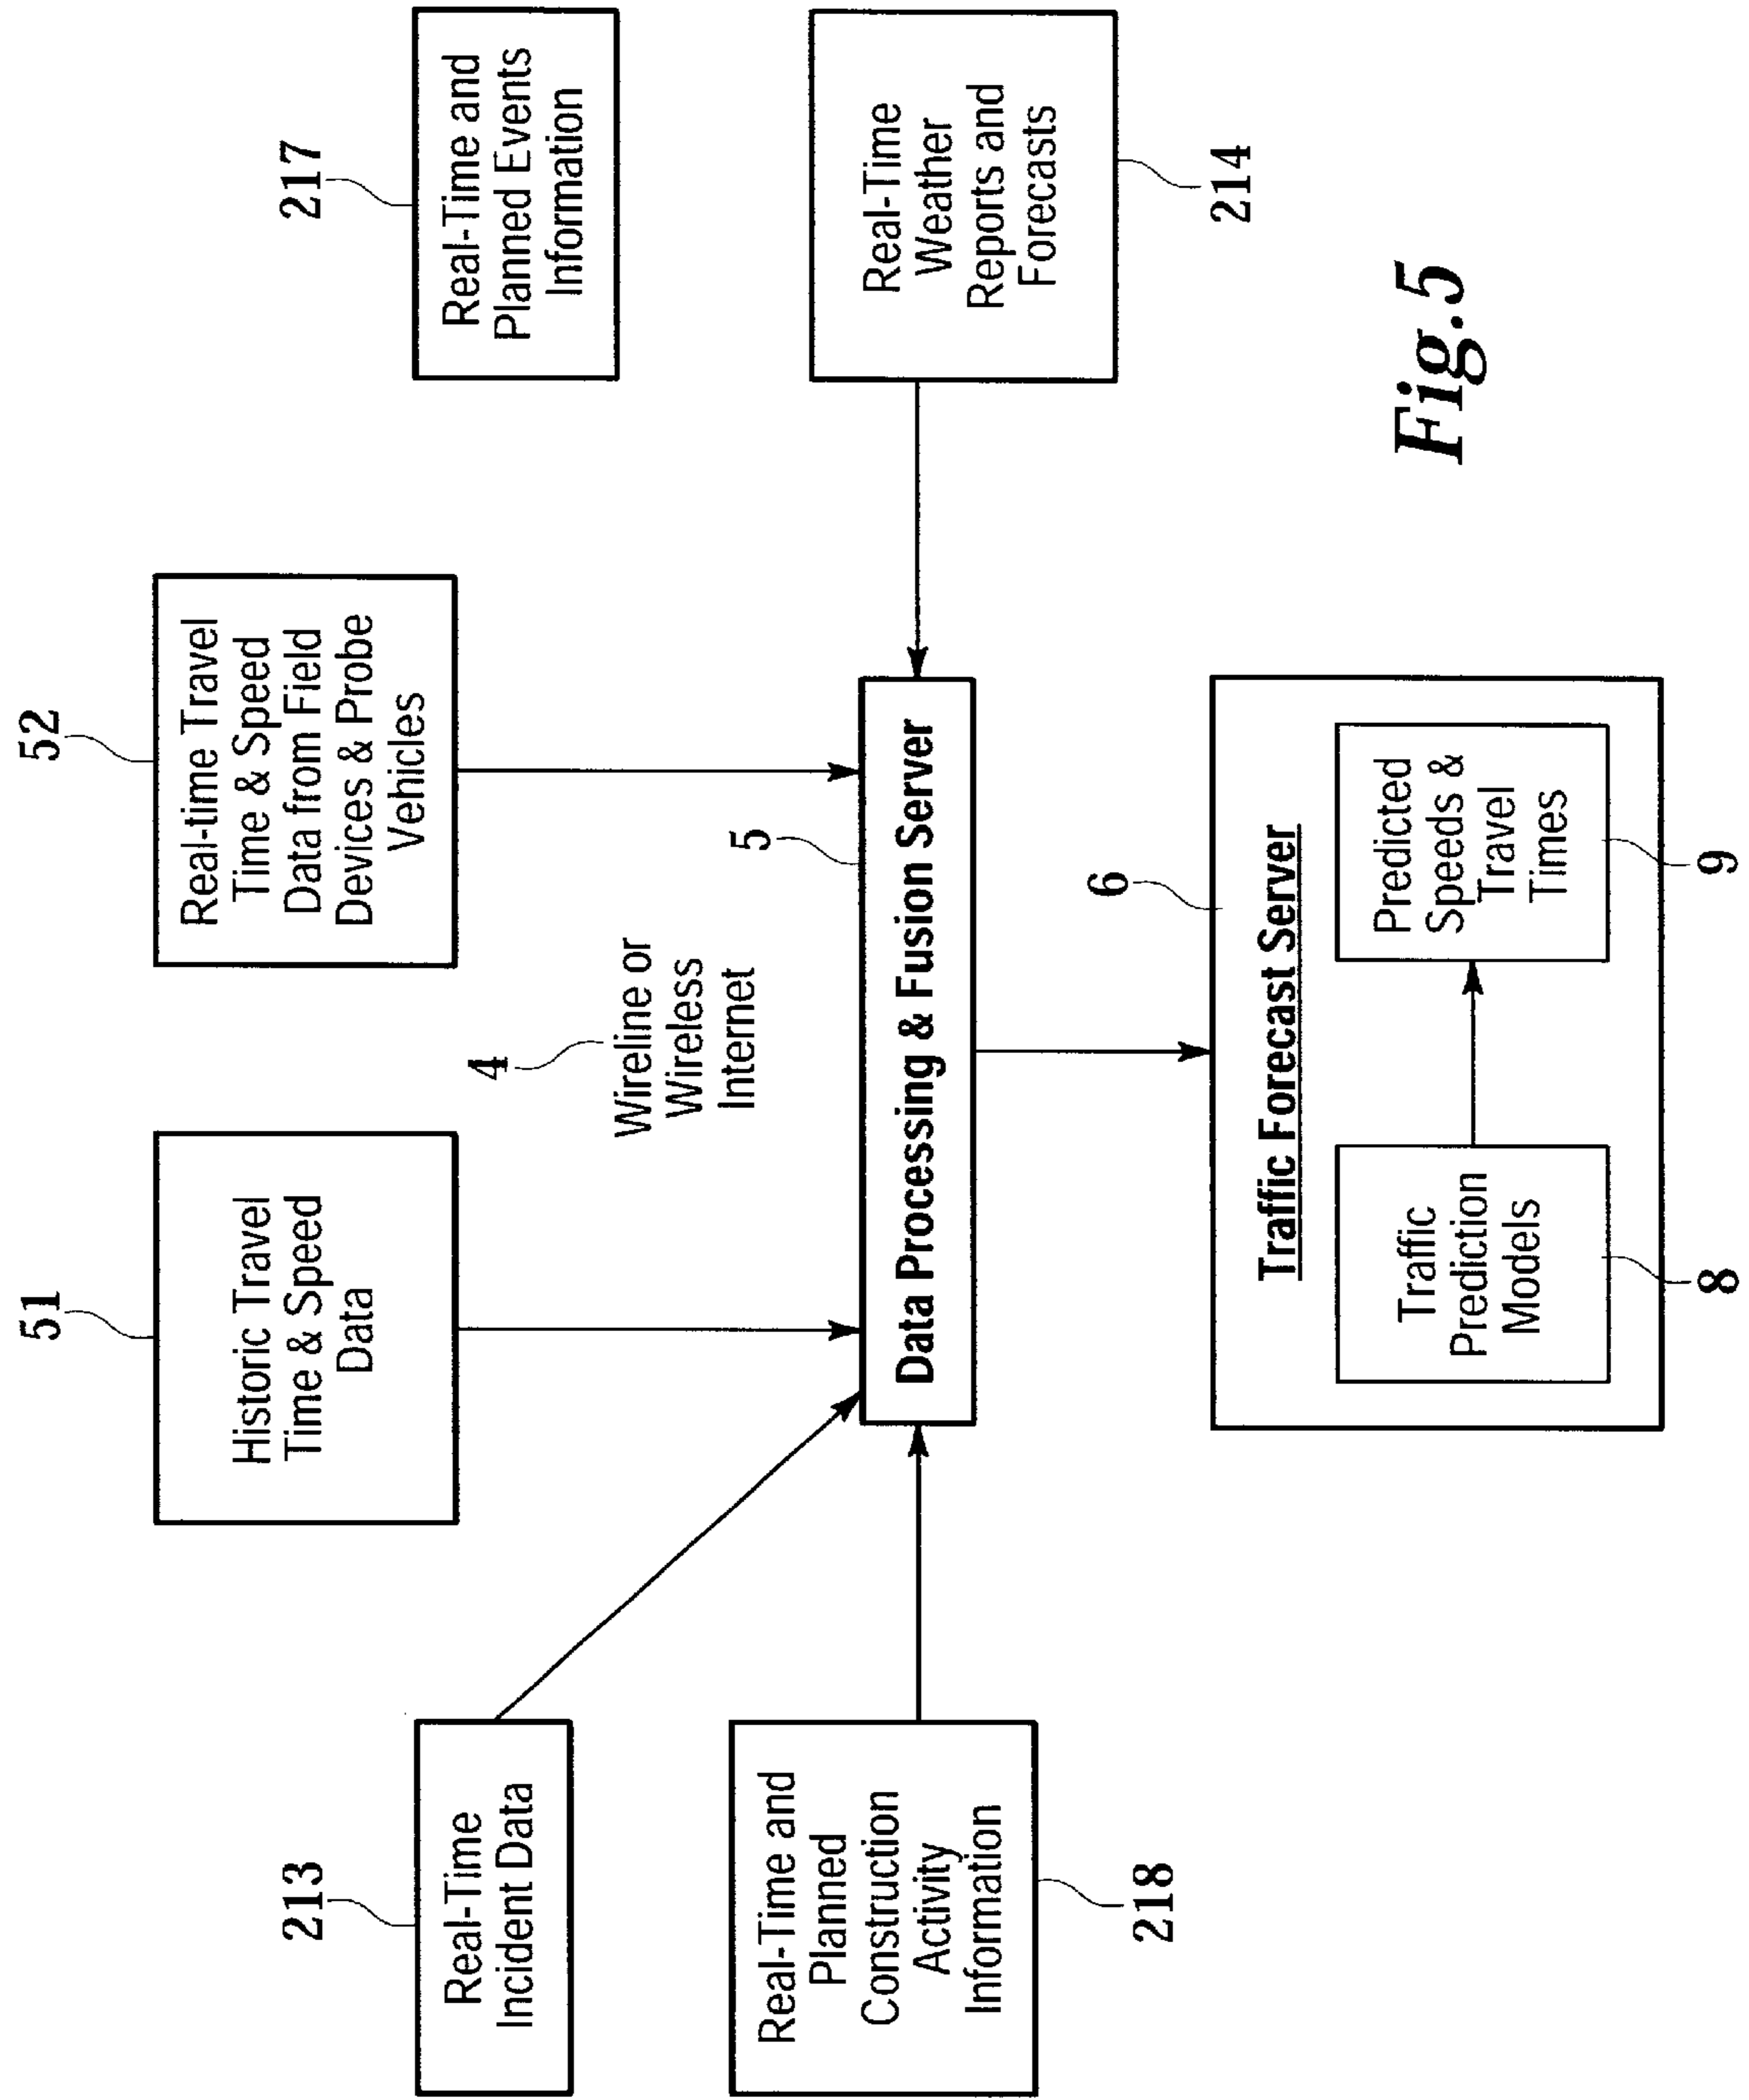 51
Historic Travel
Time & Speed
Data
52
Real-time Travel
Time & Speed
Data from Field
Devices & Probe
Vehicles
213
Real-Time
Incident Data
217
Real-Time and
Planned Events
Information
4
Wireline or
Wireless
Internet
218
Real-Time and
Planned
Construction
Activity
Information
5
Data Processing & Fusion Server
Real-Time
Weather
Reports and
Forecasts
214
6
Traffic Forecast Server
Traffic
Prediction
Models
8
Predicted
Speeds &
Travel
Times
9
Fig.5